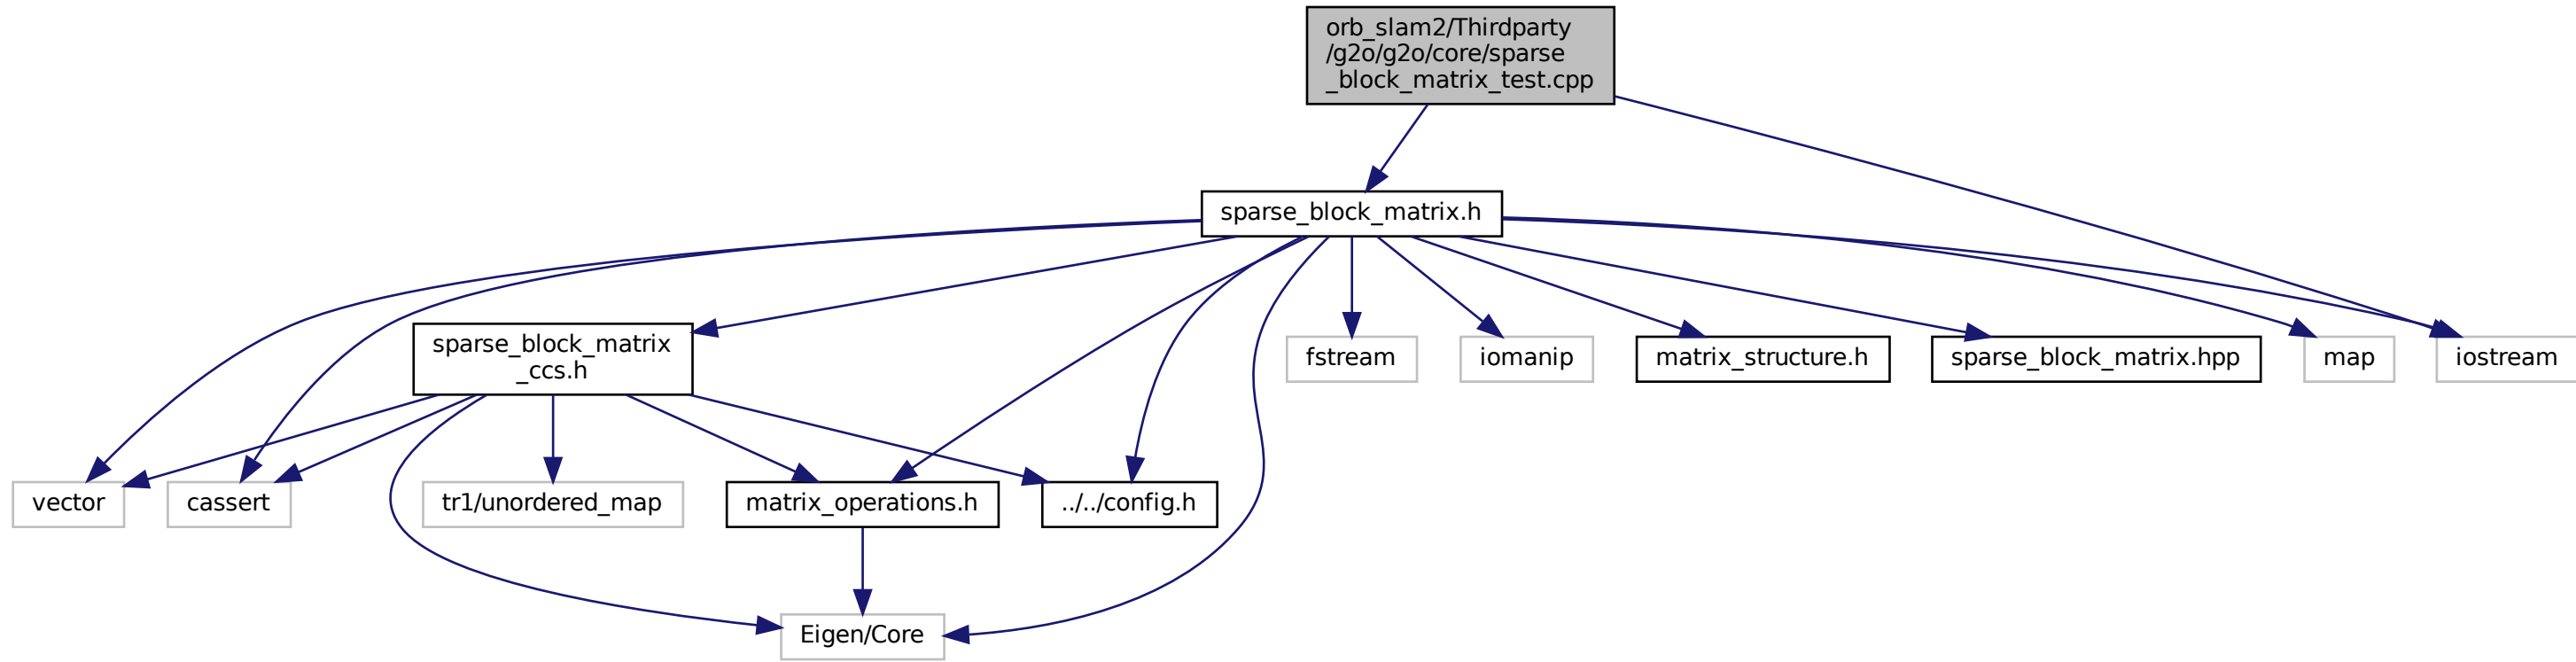 orb_slam2/Thirdparty
/g2o/g2o/core/sparse
_block_matrix_test.cpp
sparse_block_matrix.h
sparse_block_matrix
_ccs.h
fstream
iomanip
matrix_structure.h
sparse_block_matrix.hpp
map
iostream
vector
cassert
tr1/unordered_map
matrix_operations.h
../../config.h
Eigen/Core